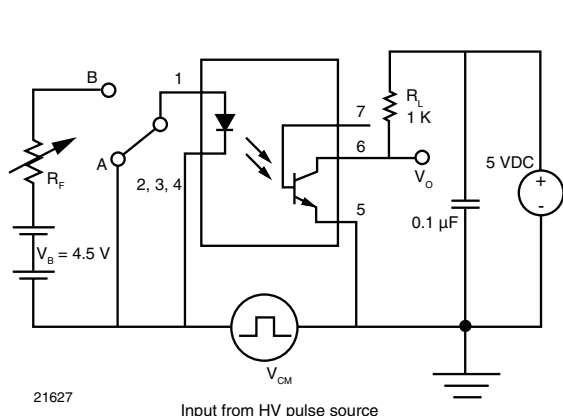 B
1
7
R_L
1 K
6
A
5 VDC
+
-
R_F
2, 3, 4
V_O
5
0.1 µF
V_B = 4.5 V
V_CM
21627
Input from HV pulse source